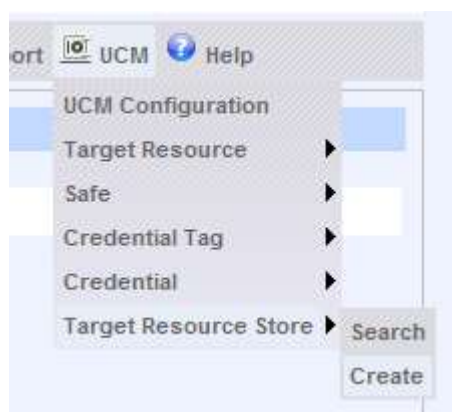 ort UCM Help
UCM Configuration
Target Resource
Safe
Credential Tag
Credential
Target Resource Store
Search
Create